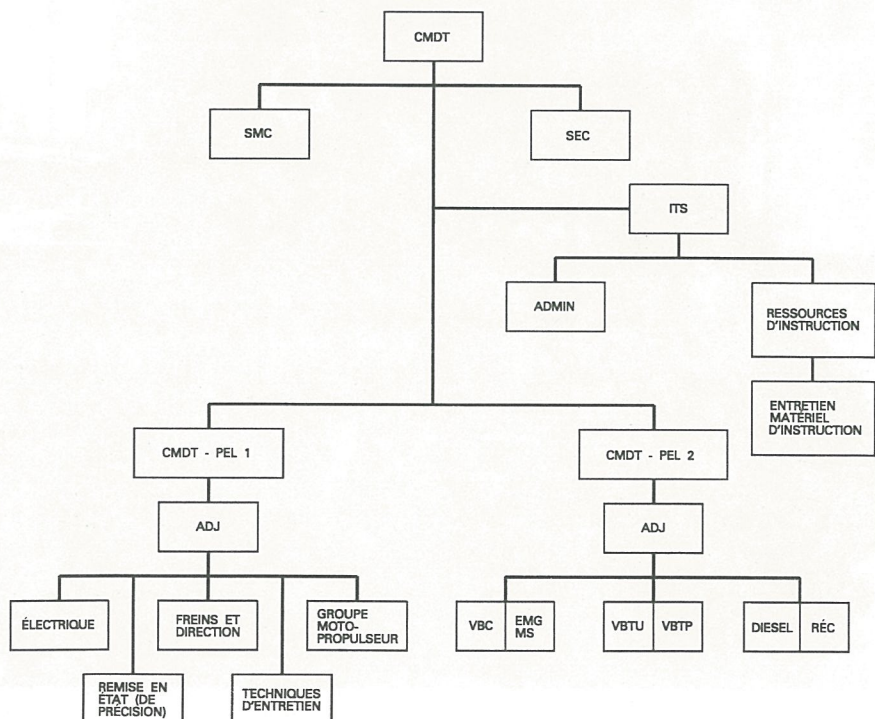 CMDT
SMC
SEC
ITS
ADMIN
RESSOURCES
D'INSTRUCTION
ENTRETIEN
MATÉRIEL
D'INSTRUCTION
CMDT - PEL 1
CMDT - PEL 2
ADJ
ADJ
ÉLECTRIQUE
FREINS ET
DIRECTION
GROUPE
MOTO-
PROPULSEUR
VBC
EMG
MS
VBTU
VBTP
DIESEL
RÉC
REMISE EN
ÉTAT (DE
PRÉCISION)
TECHNIQUES
D'ENTRETIEN